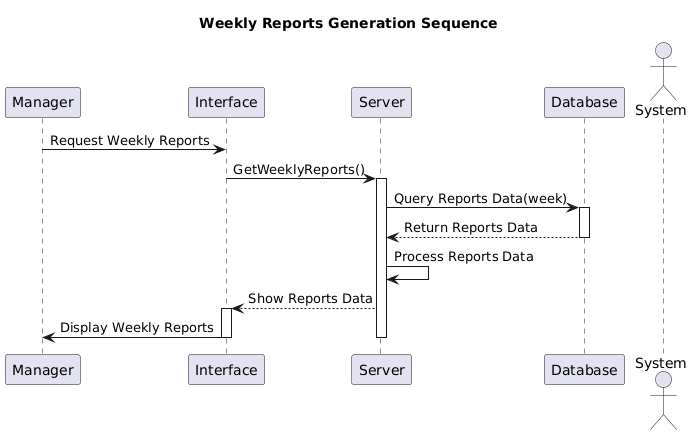 Weekly Reports Generation Sequence
System
Manager
Interface
Server
Database
Request Weekly Reports
GetWeeklyReports()
Query Reports Data(week)
Return Reports Data
Process Reports Data
Show Reports Data
Display Weekly Reports
Manager
Interface
Server
Database
System